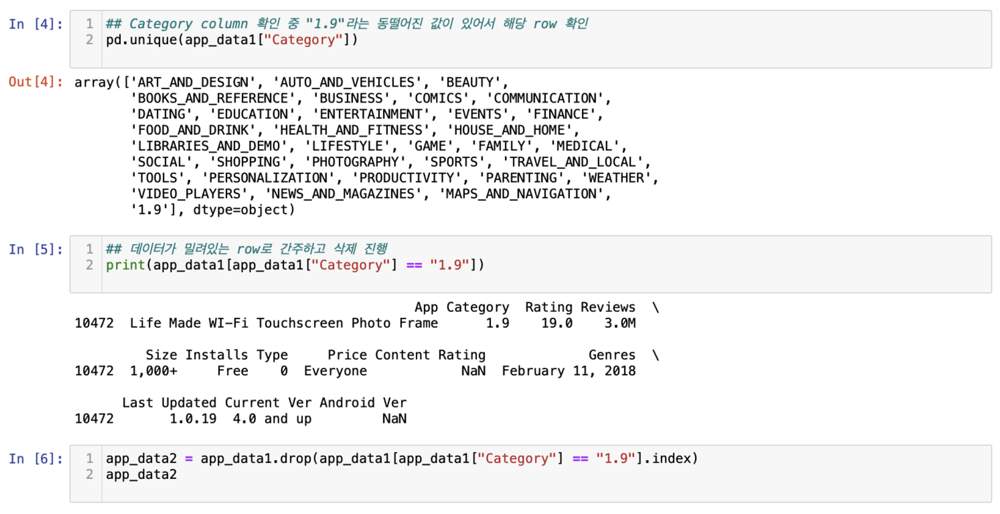 In [4]:
1 ## Category column 확인 중 "1.9"라는 동떨어진 값이 있어서 해당 row 확인
2 pd.unique(app_data1["Category"])
Out[4]: array(['ART_AND_DESIGN', 'AUTO_AND_VEHICLES', 'BEAUTY',
'BOOKS_AND_REFERENCE', 'BUSINESS', 'COMICS', 'COMMUNICATION',
'DATING', 'EDUCATION', 'ENTERTAINMENT', 'EVENTS', 'FINANCE',
'FOOD_AND_DRINK', 'HEALTH_AND_FITNESS', 'HOUSE_AND_HOME',
'LIBRARIES_AND_DEMO', 'LIFESTYLE', 'GAME', 'FAMILY', 'MEDICAL',
'SOCIAL', 'SHOPPING', 'PHOTOGRAPHY', 'SPORTS', 'TRAVEL_AND_LOCAL',
'TOOLS', 'PERSONALIZATION', 'PRODUCTIVITY', 'PARENTING', 'WEATHER',
'VIDEO_PLAYERS', 'NEWS_AND_MAGAZINES', 'MAPS_AND_NAVIGATION',
'1.9'], dtype=object)
In [5]:
1 ## 데이터가 밀려있는 row로 간주하고 삭제 진행
2 print(app_data1[app_data1["Category"] == "1.9"])
App Category Rating Reviews \
10472 Life Made WI-Fi Touchscreen Photo Frame 1.9 19.0 3.0M
Size Installs Type Price Content Rating Genres \
10472 1,000+ Free 0 Everyone NaN February 11, 2018
Last Updated Current Ver Android Ver
10472 1.0.19 4.0 and up NaN
In [6]:
1 app_data2 = app_data1.drop(app_data1[app_data1["Category"] == "1.9"].index)
2 app_data2